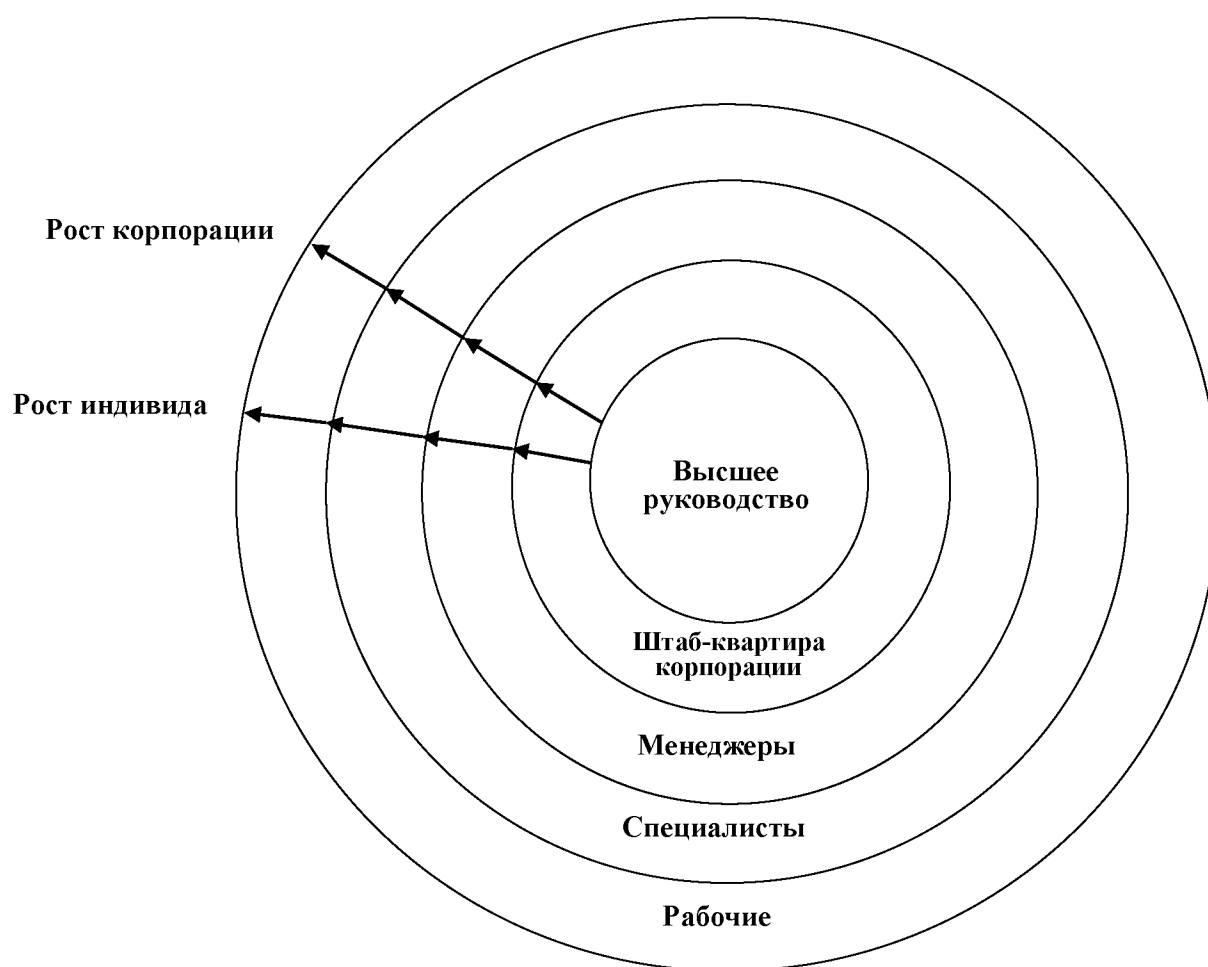 Рост корпорации
Рост индивида
Высшее
руководство
Штаб-квартира
корпорации
Менеджеры
Специалисты
Рабочие